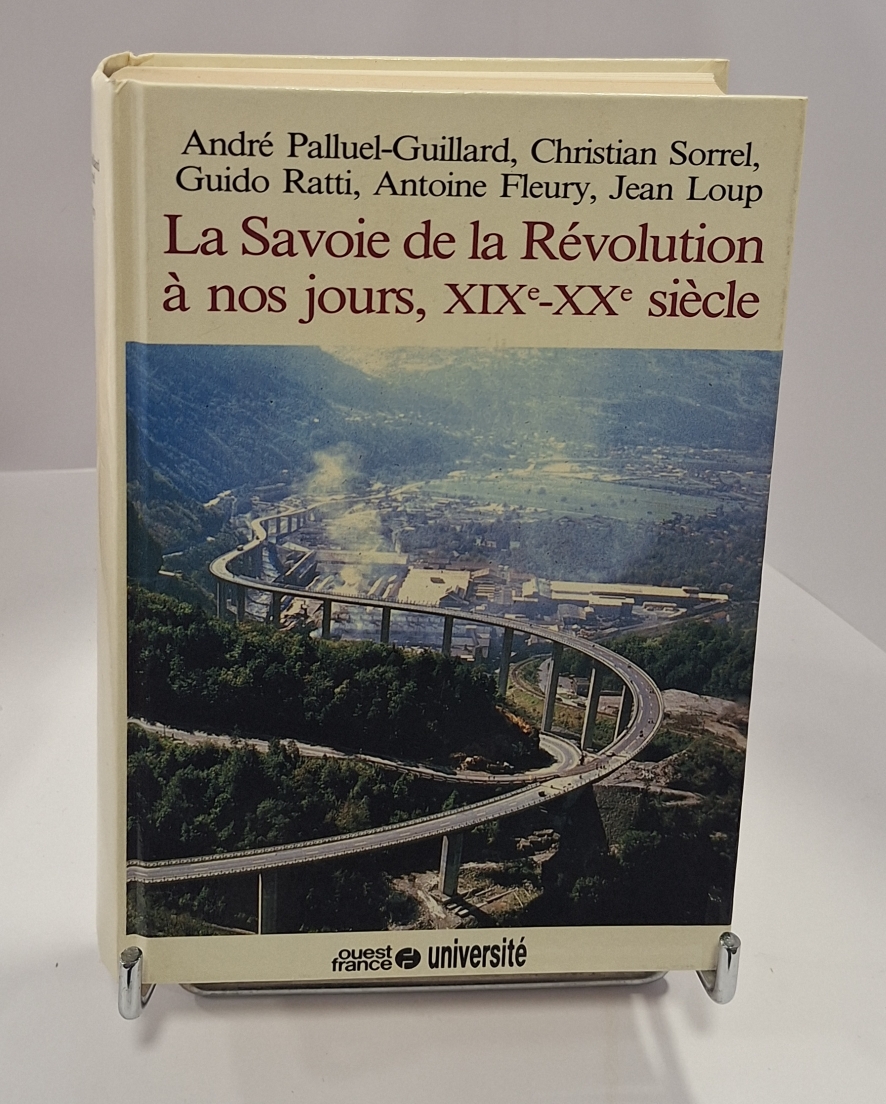 André Palluel-Guillard, Christian Sorrel,
Guido Ratti, Antoine Fleury, Jean Loup
La Savoie de la Révolution
à nos jours, XIXe-XXe siècle
ouest
france
université